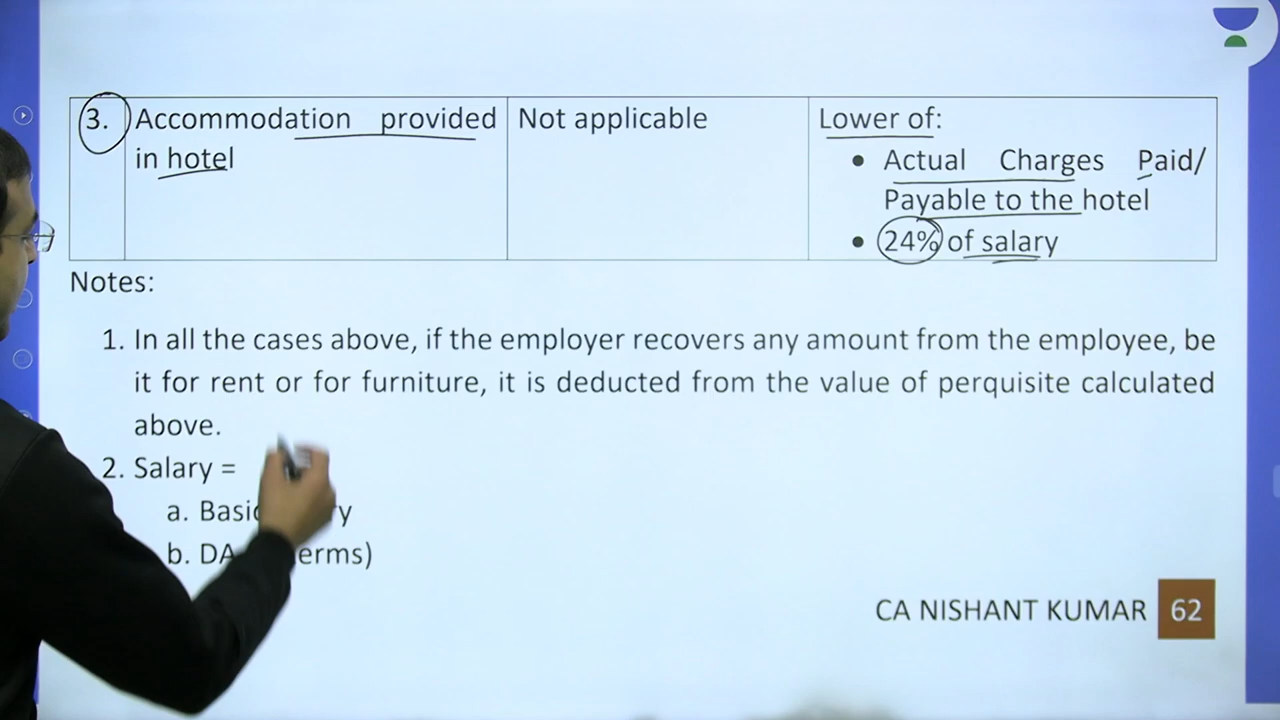 3. Accommodation provided
in hotel
Not applicable
Lower of:
• Actual Charges Paid/
Payable to the hotel
• 24% of salary
Notes:
1. In all the cases above, if the employer recovers any amount from the employee, be
it for rent or for furniture, it is deducted from the value of perquisite calculated
above.
2. Salary =
a.
b. DA
CA NISHANT KUMAR 62